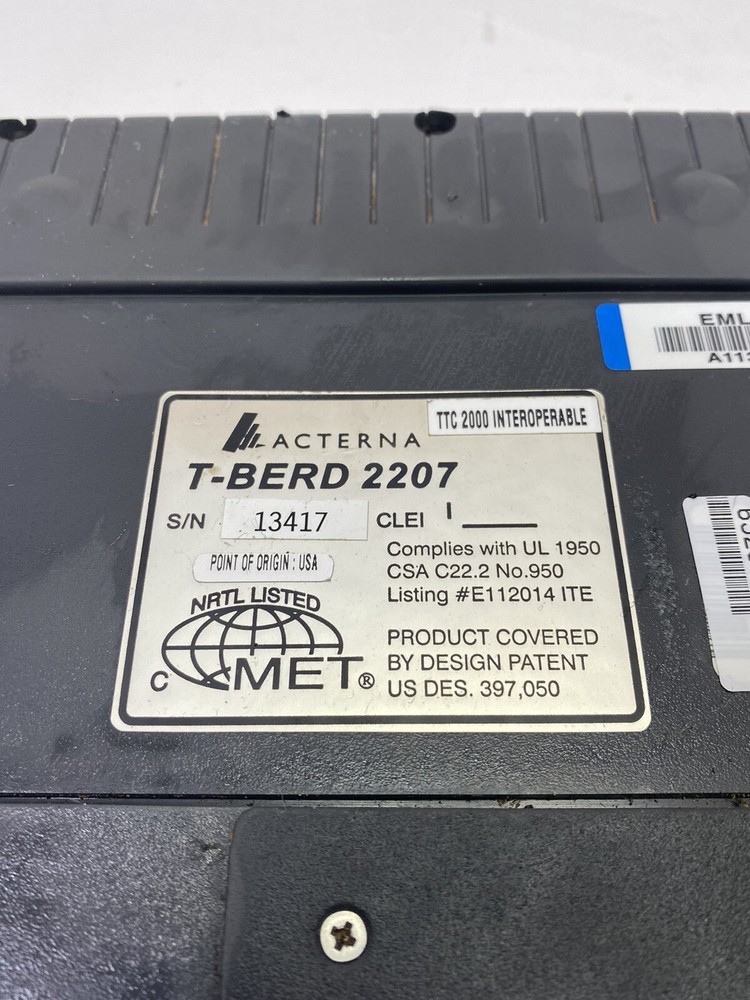 EML
A113
ACTERNA
TTC 2000 INTEROPERABLE
T-BERD 2207
S/N 13417 CLEI
POINT OF ORIGIN : USA
Complies with UL 1950
CSA C22.2 No.950
Listing #E112014 ITE
NRTL LISTED
C MET®
PRODUCT COVERED
BY DESIGN PATENT
US DES. 397,050